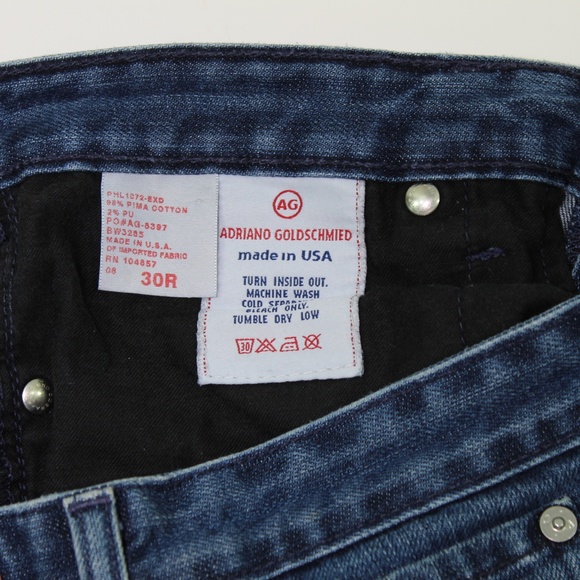 PHL1072-EXD
98% PIMA COTTON
2% PU
PO#AG-5397
BW3285
MADE IN U.S.A.
OF IMPORTED FABRIC
RN 104857
08
30R
AG
ADRIANO GOLDSCHMIED
made in USA
TURN INSIDE OUT.
MACHINE WASH
COLD
BLEACH ONLY.
TUMBLE DRY LOW
30